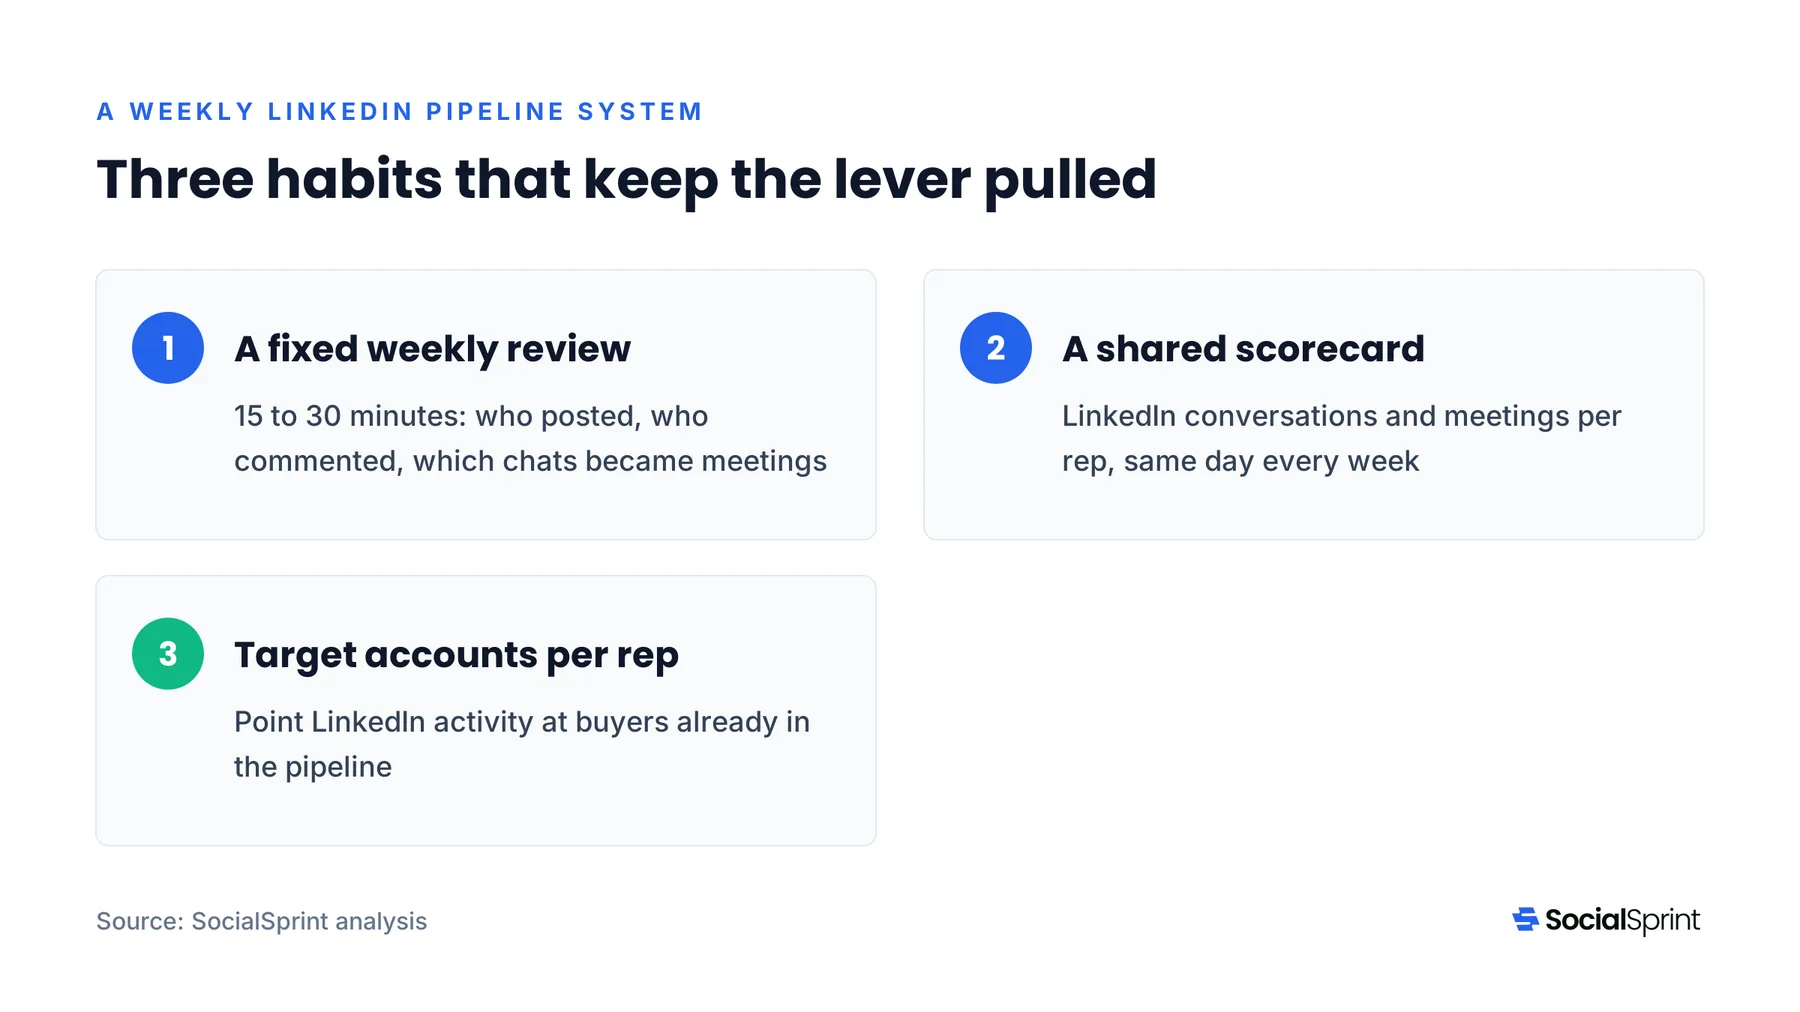 A WEEKLY LINKEDIN PIPELINE SYSTEM
Three habits that keep the lever pulled
1
A fixed weekly review
15 to 30 minutes: who posted, who
commented, which chats became meetings
2
A shared scorecard
LinkedIn conversations and meetings per
rep, same day every week
3
Target accounts per rep
Point LinkedIn activity at buyers already in
the pipeline
Source: SocialSprint analysis
SocialSprint